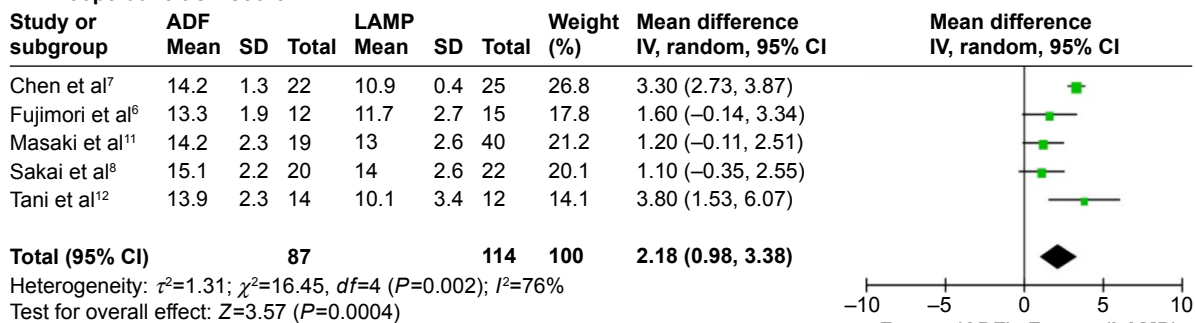 Study or ADF LAMP Weight Mean difference Mean difference
subgroup Mean SD Total Mean SD Total (%) IV, random, 95% CI IV, random, 95% CI
Chen et al7 14.2 1.3 22 10.9 0.4 25 26.8 3.30 (2.73, 3.87)
Fujimori et al6 13.3 1.9 12 11.7 2.7 15 17.8 1.60 (–0.14, 3.34)
Masaki et al11 14.2 2.3 19 13 2.6 40 21.2 1.20 (–0.11, 2.51)
Sakai et al8 15.1 2.2 20 14 2.6 22 20.1 1.10 (–0.35, 2.55)
Tani et al12 13.9 2.3 14 10.1 3.4 12 14.1 3.80 (1.53, 6.07)
Total (95% CI) 87 114 100 2.18 (0.98, 3.38)
Heterogeneity: τ²=1.31; χ²=16.45, df=4 (P=0.002); I²=76%
Test for overall effect: Z=3.57 (P=0.0004)
–10 –5 0 5 10